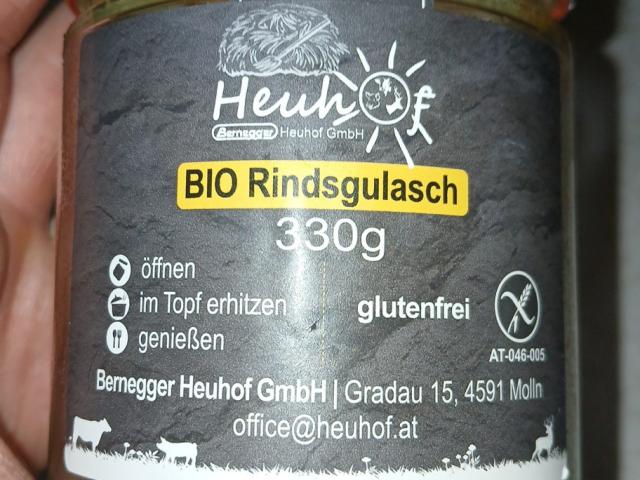 Heuhof
Bernegger Heuhof GmbH
BIO Rindsgulasch
330g
öffnen
im Topf erhitzen
genießen
glutenfrei
AT-046-005
Bernegger Heuhof GmbH | Gradau 15, 4591 Molln
office@heuhof.at